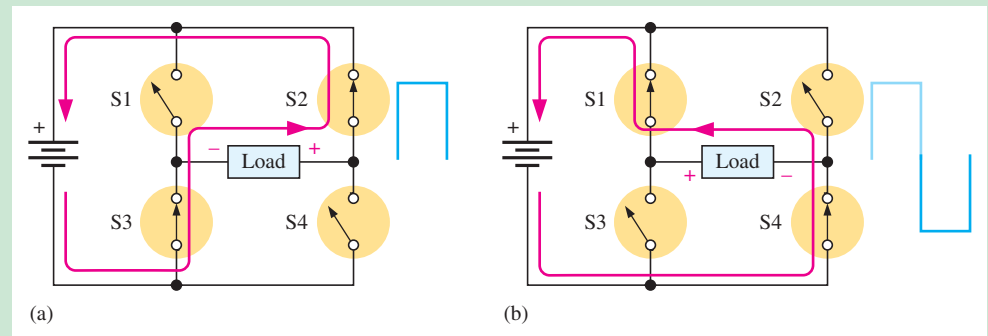 +
S1
S2
− Load +
S3
S4
(a)
+
S1
S2
+ Load −
S3
S4
(b)